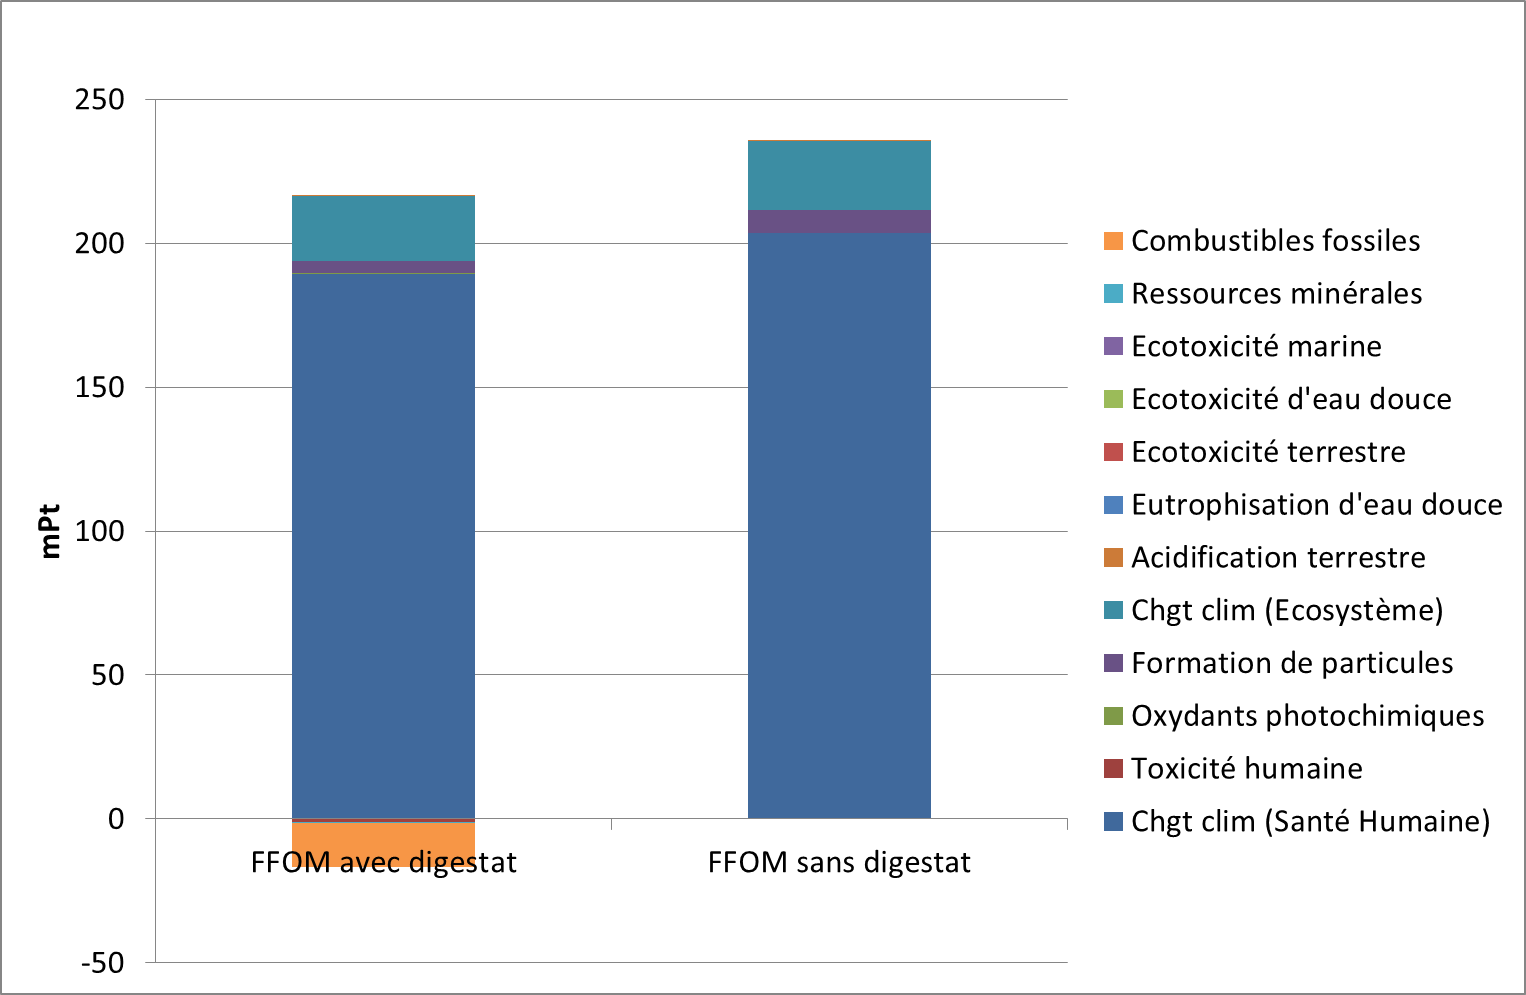 250
200
150
100
50
0
-50
mPt
FFOM avec digestat
FFOM sans digestat
Combustibles fossiles
Ressources minérales
Ecotoxicité marine
Ecotoxicité d'eau douce
Ecotoxicité terrestre
Eutrophisation d'eau douce
Acidification terrestre
Chgt clim (Ecosystème)
Formation de particules
Oxydants photochimiques
Toxicité humaine
Chgt clim (Santé Humaine)